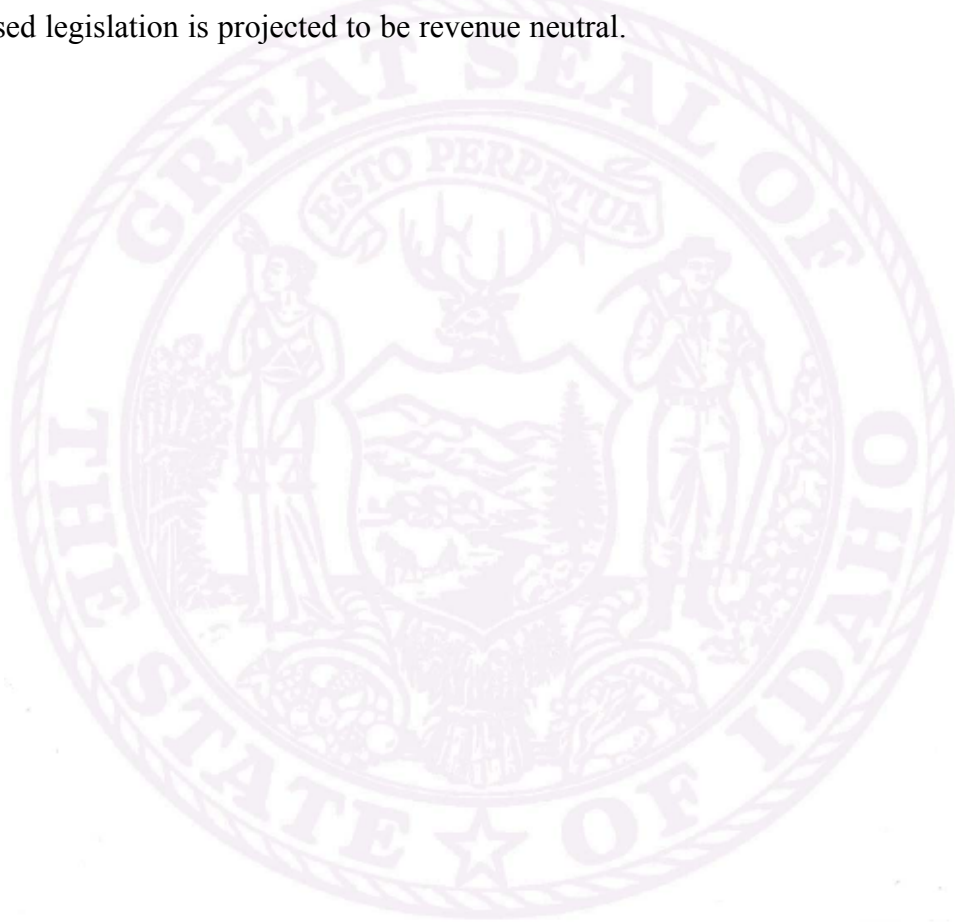 sed legislation is projected to be revenue neutral.
GREAT SEAL OF
ESTO PERPETUA
THE STATE OF IDAHO